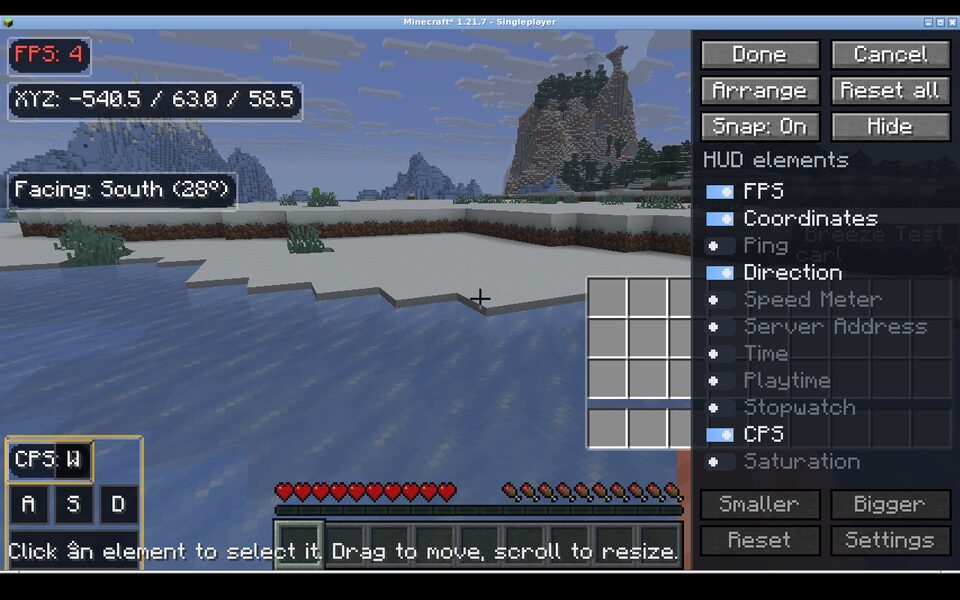 Minecraft* 1.21.7 - Singleplayer
FPS: 4
XYZ: -540.5 / 63.0 / 58.5
Facing: South (28°)
Done
Cancel
Arrange
Reset all
Snap: On
Hide
HUD elements
FPS
Coordinates
Ping
Direction
Speed Meter
Server Address
Time
Playtime
Stopwatch
CPS
Saturation
Breeze Test
carl
CPS W
A S D
Click an element to select it. Drag to move, scroll to resize.
Smaller
Bigger
Reset
Settings